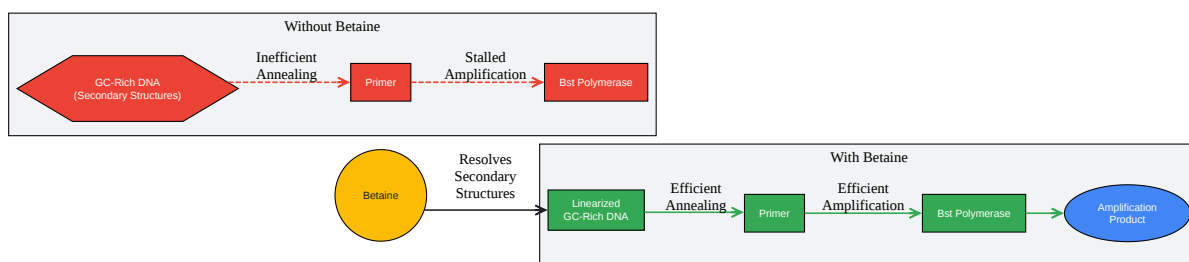 Without Betaine
Inefficient
Annealing
Stalled
Amplification
GC-Rich DNA
(Secondary Structures)
Primer
Bst Polymerase
With Betaine
Resolves
Secondary
Structures
Betaine
Efficient
Annealing
Efficient
Amplification
Linearized
GC-Rich DNA
Primer
Bst Polymerase
Amplification
Product